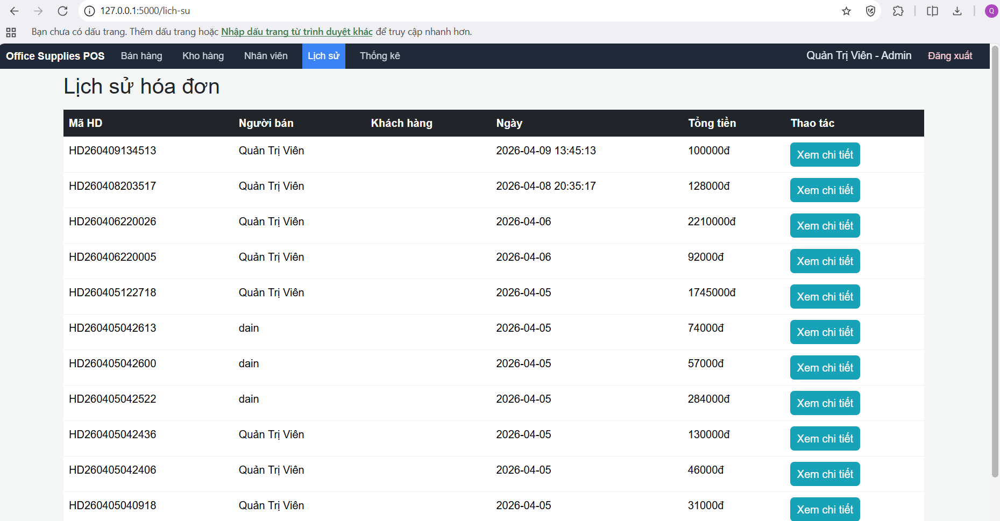 127.0.0.1:5000/lich-su
Q
Bạn chưa có dấu trang. Thêm dấu trang hoặc Nhập dấu trang từ trình duyệt khác để truy cập nhanh hơn.
Office Supplies POS Bán hàng Kho hàng Nhân viên Lịch sử Thống kê Quản Trị Viên - Admin Đăng xuất
Lịch sử hóa đơn
Mã HD Người bán Khách hàng Ngày Tổng tiền Thao tác
HD260409134513 Quản Trị Viên 2026-04-09 13:45:13 100000đ Xem chi tiết
HD260408203517 Quản Trị Viên 2026-04-08 20:35:17 128000đ Xem chi tiết
HD260406220026 Quản Trị Viên 2026-04-06 2210000đ Xem chi tiết
HD260406220005 Quản Trị Viên 2026-04-06 92000đ Xem chi tiết
HD260405122718 Quản Trị Viên 2026-04-05 1745000đ Xem chi tiết
HD260405042613 dain 2026-04-05 74000đ Xem chi tiết
HD260405042600 dain 2026-04-05 57000đ Xem chi tiết
HD260405042522 dain 2026-04-05 284000đ Xem chi tiết
HD260405042436 Quản Trị Viên 2026-04-05 130000đ Xem chi tiết
HD260405042406 Quản Trị Viên 2026-04-05 46000đ Xem chi tiết
HD260405040918 Quản Trị Viên 2026-04-05 31000đ Xem chi tiết